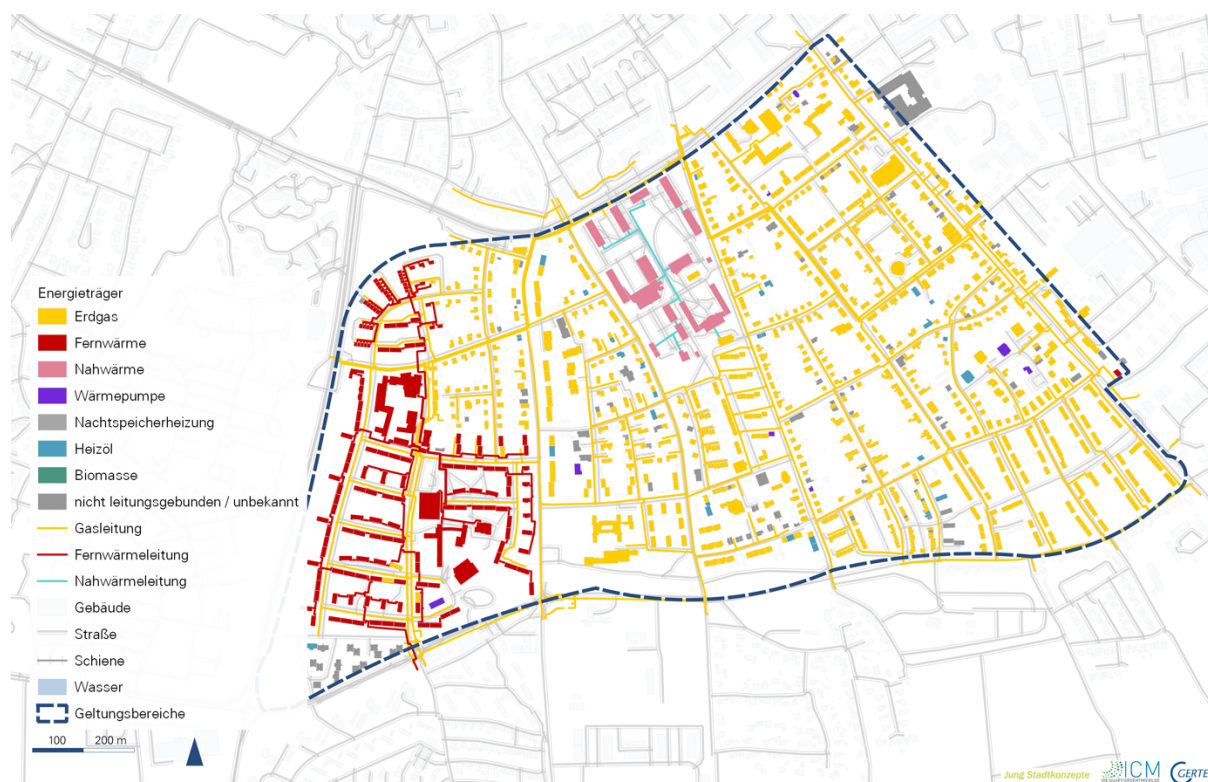 Energieträger
Erdgas
Fernwärme
Nahwärme
Wärmepumpe
Nachtspeicherheizung
Heizöl
Biomasse
nicht leitungsgebunden / unbekannt
Gasleitung
Fernwärmeleitung
Nahwärmeleitung
Gebäude
Straße
Schiene
Wasser
Geltungsbereiche
100 200 m
Jung Stadtkonzepte ICM GERTE